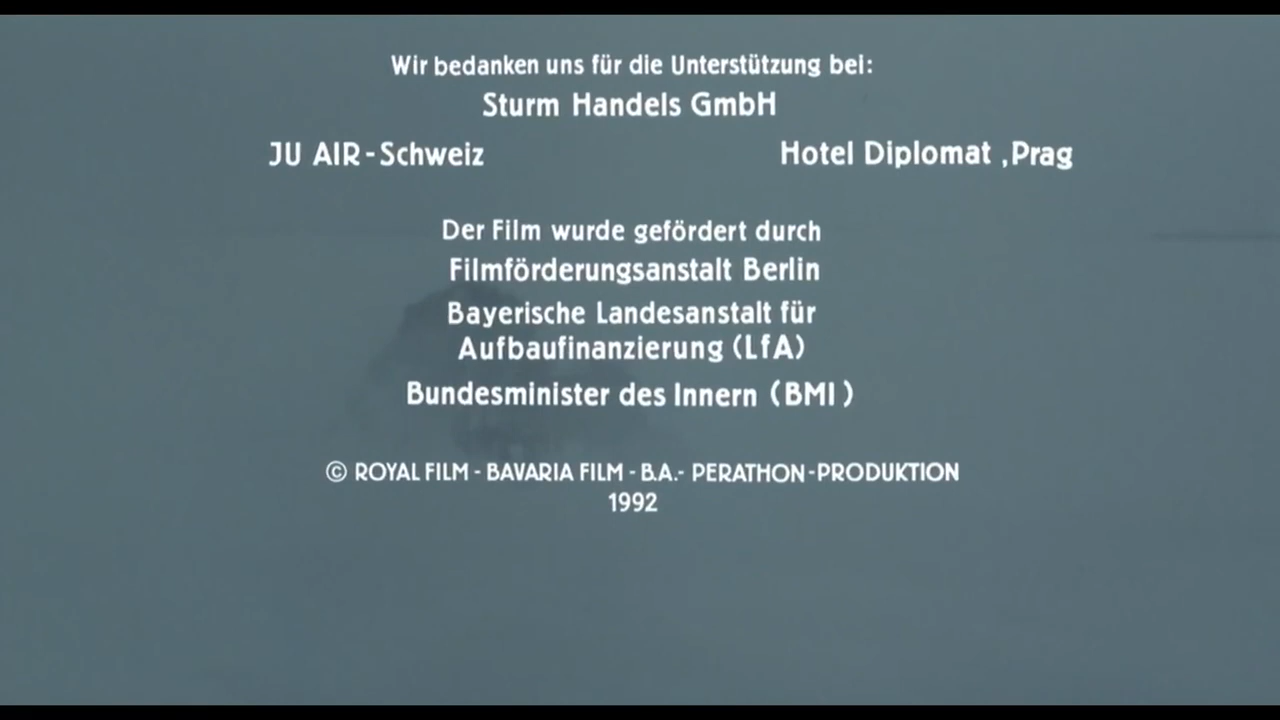 Wir bedanken uns für die Unterstützung bei:
Sturm Handels GmbH
JU AIR-Schweiz Hotel Diplomat ,Prag
Der Film wurde gefördert durch
Filmförderungsanstalt Berlin
Bayerische Landesanstalt für
Aufbaufinanzierung (LfA)
Bundesminister des Innern (BMI)
© ROYAL FILM - BAVARIA FILM - B.A.- PERATHON-PRODUKTION
1992